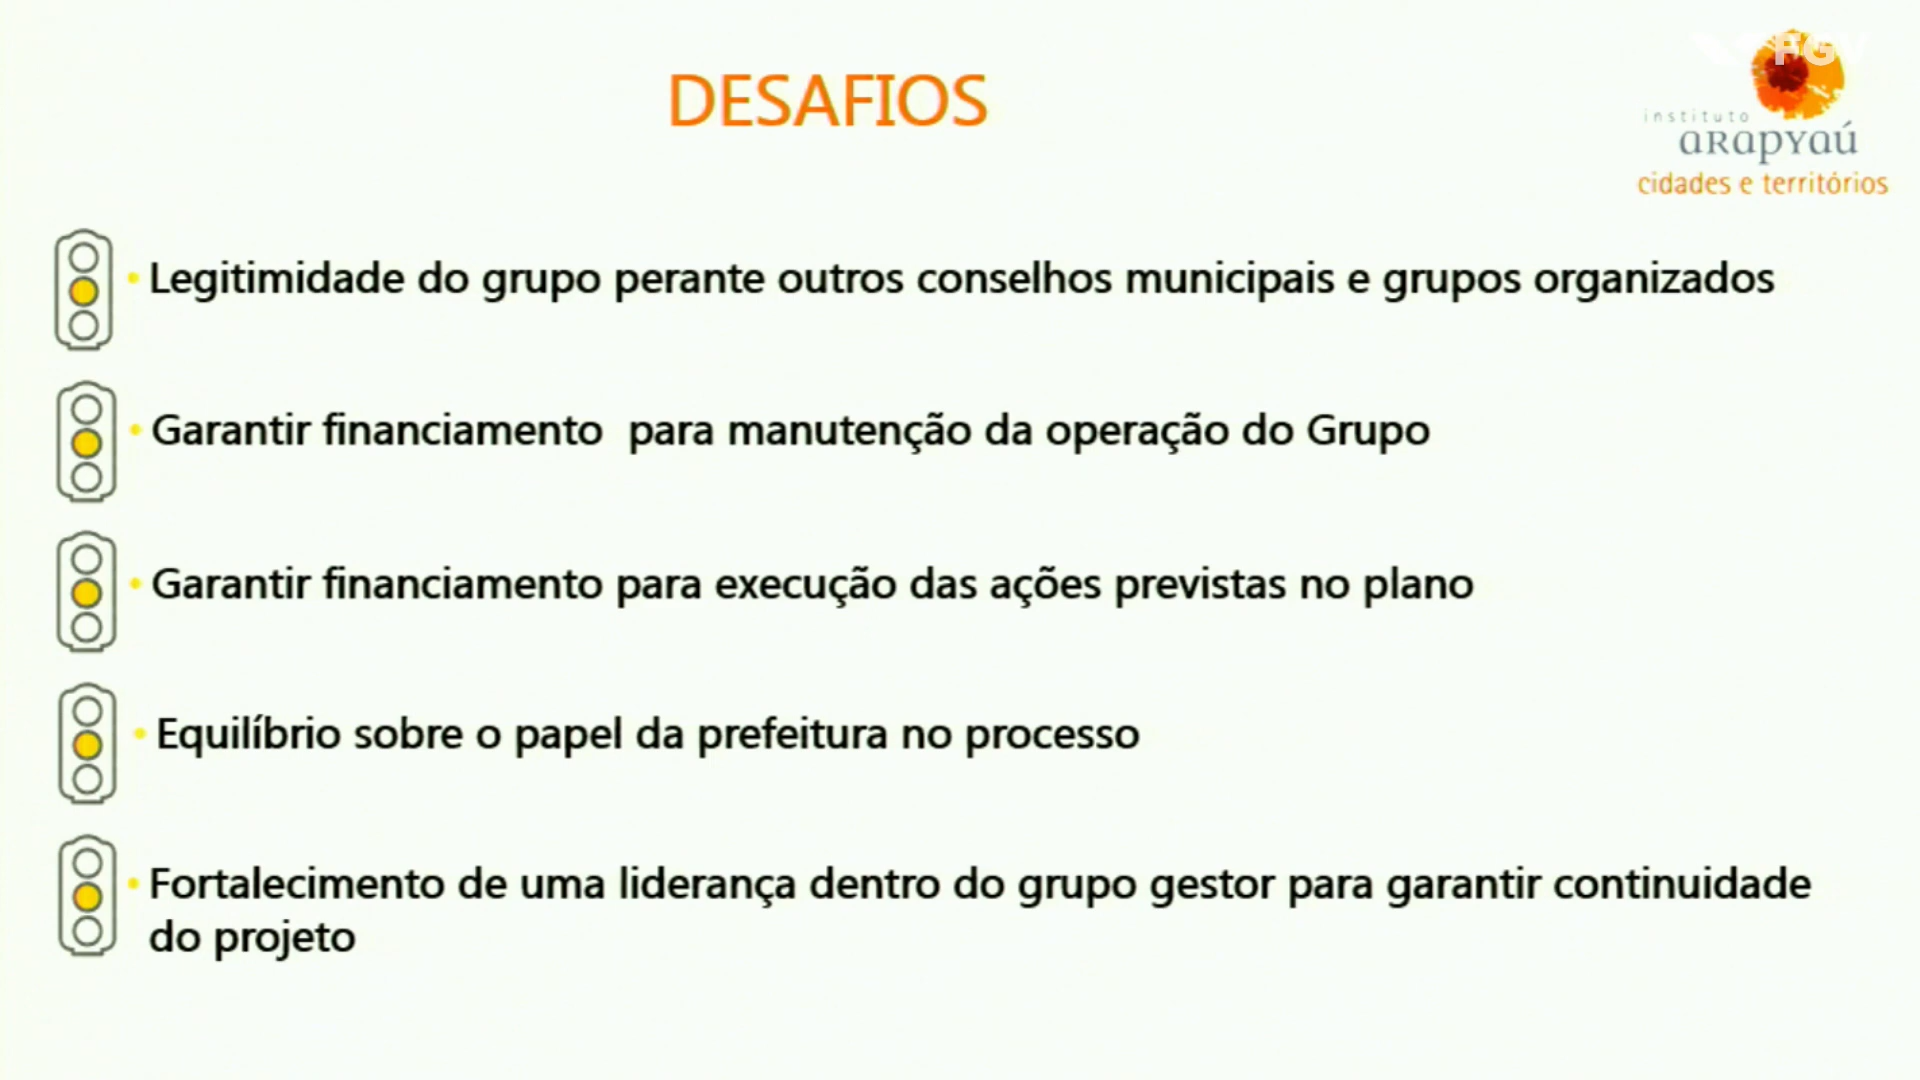 FGV
DESAFIOS
instituto
arapyaú
cidades e territórios
• Legitimidade do grupo perante outros conselhos municipais e grupos organizados
• Garantir financiamento para manutenção da operação do Grupo
• Garantir financiamento para execução das ações previstas no plano
• Equilíbrio sobre o papel da prefeitura no processo
• Fortalecimento de uma liderança dentro do grupo gestor para garantir continuidade
do projeto